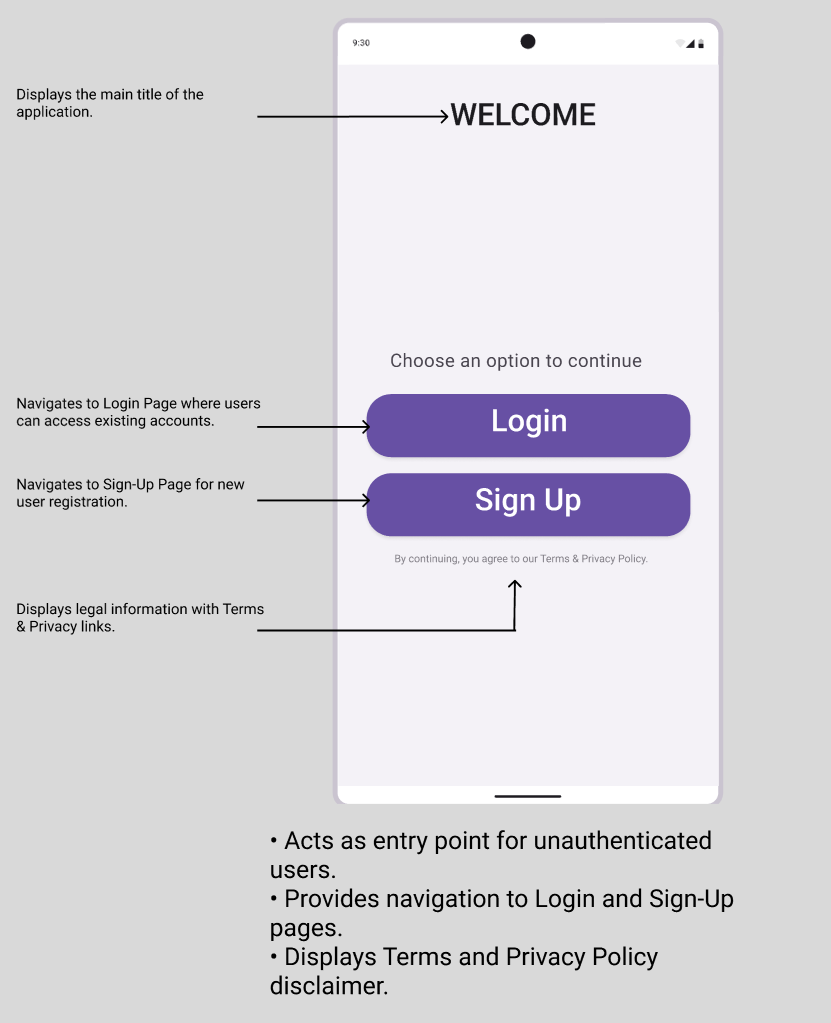 9:30
Displays the main title of the
application.
WELCOME
Choose an option to continue
Navigates to Login Page where users
can access existing accounts.
Login
Navigates to Sign-Up Page for new
user registration.
Sign Up
By continuing, you agree to our Terms & Privacy Policy.
Displays legal information with Terms
& Privacy links.
• Acts as entry point for unauthenticated
users.
• Provides navigation to Login and Sign-Up
pages.
• Displays Terms and Privacy Policy
disclaimer.